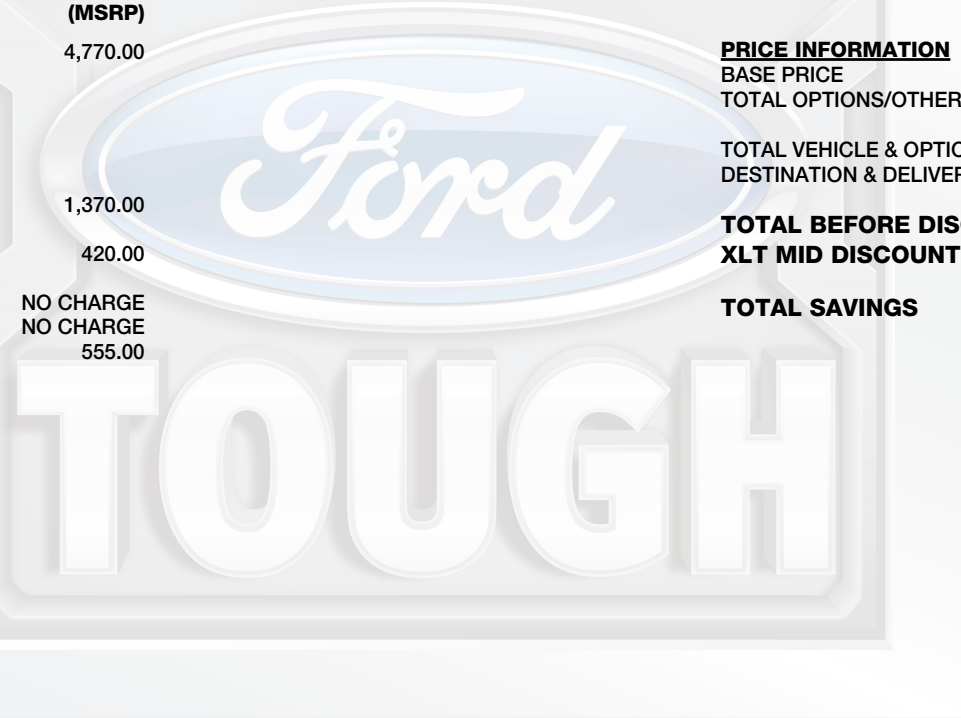 (MSRP)
4,770.00
1,370.00
420.00
NO CHARGE
NO CHARGE
555.00
PRICE INFORMATION
BASE PRICE
TOTAL OPTIONS/OTHER
TOTAL VEHICLE & OPTIO
DESTINATION & DELIVER
TOTAL BEFORE DISC
XLT MID DISCOUNT
TOTAL SAVINGS
Ford
TOUGH